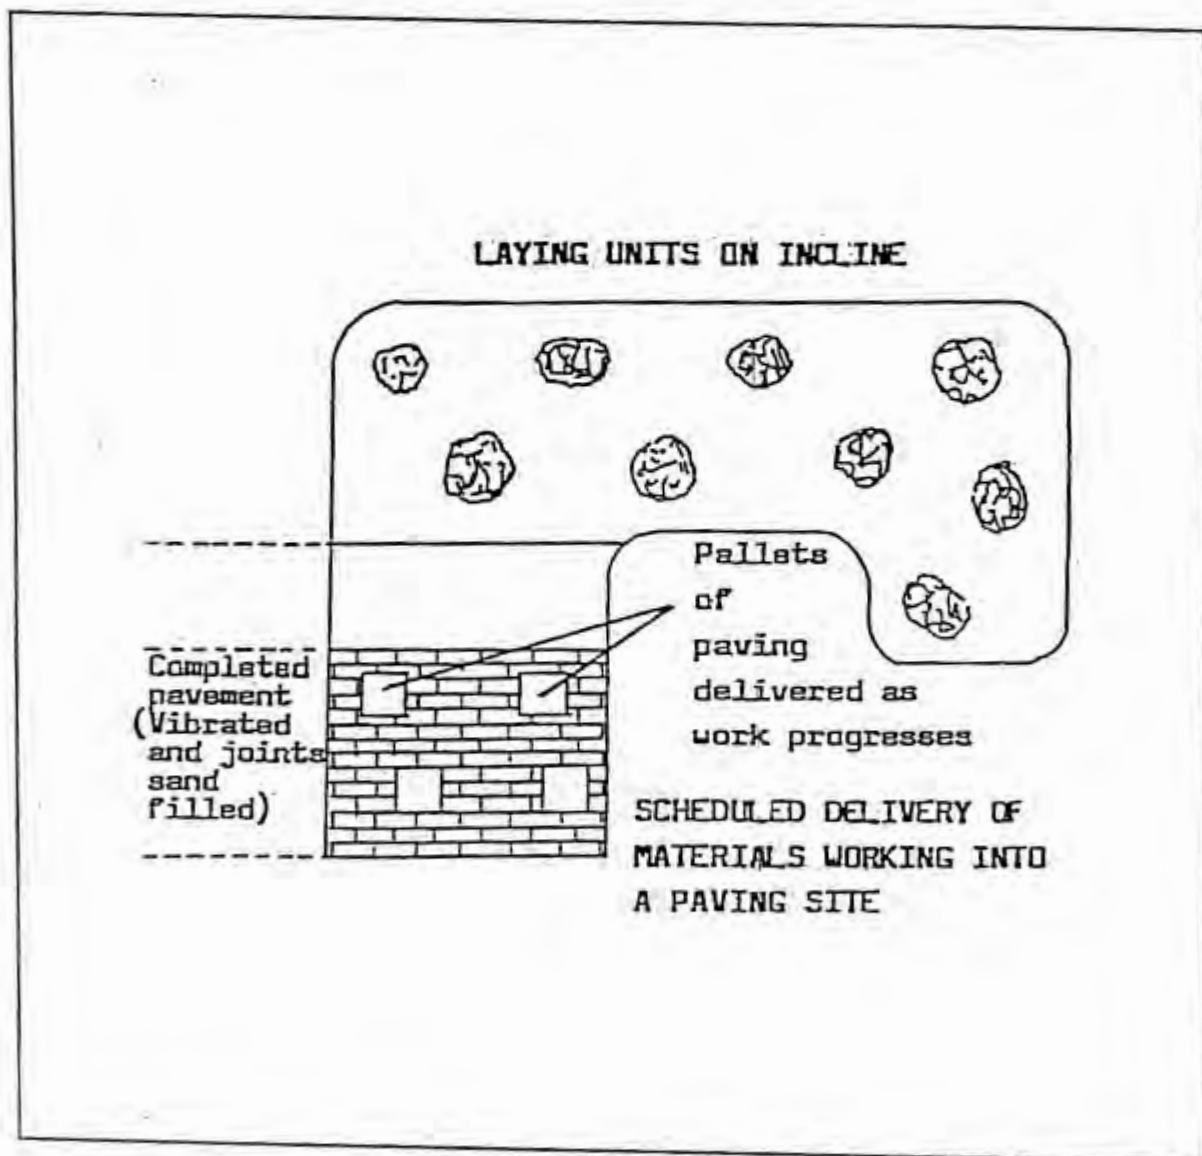 LAYING UNITS ON INCLINE
Pallets
of
paving
delivered as
work progresses
Completed
pavement
(Vibrated
and joints
sand
filled)
SCHEDULED DELIVERY OF
MATERIALS WORKING INTO
A PAVING SITE